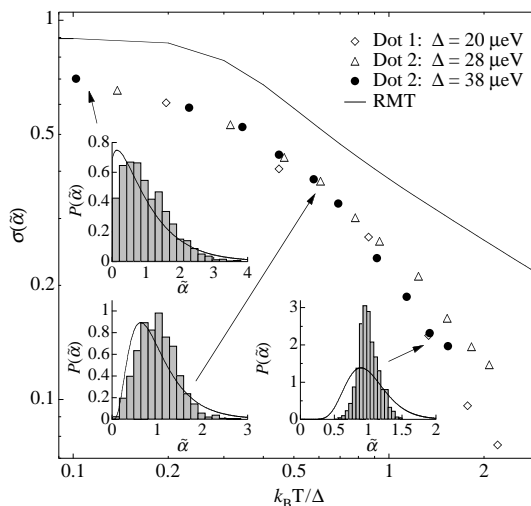 1
0.5
0.2
0.1
σ(α̃)
◇ Dot 1: Δ = 20 μeV
△ Dot 2: Δ = 28 μeV
● Dot 2: Δ = 38 μeV
— RMT
0.8
0.6
0.4
0.2
0
P(α̃)
0 1 2 3 4
α̃
1
0.8
0.6
0.4
0.2
0
P(α̃)
0 1 2 3
α̃
3
2
1
0
P(α̃)
0 0.5 1 1.5 2
α̃
0.1 0.2 0.5 1 2
k_BT/Δ